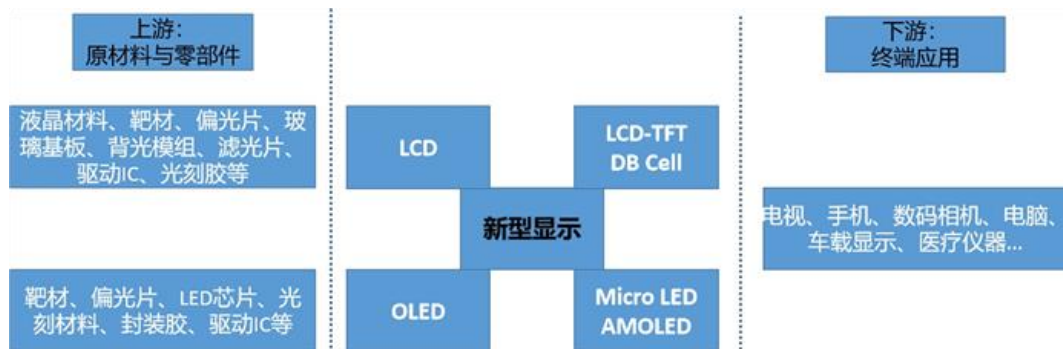 上游：
原材料与零部件
液晶材料、靶材、偏光片、玻
璃基板、背光模组、滤光片、
驱动IC、光刻胶等
靶材、偏光片、LED芯片、光
刻材料、封装胶、驱动IC等
LCD
LCD-TFT
DB Cell
新型显示
OLED
Micro LED
AMOLED
下游：
终端应用
电视、手机、数码相机、电脑、
车载显示、医疗仪器...